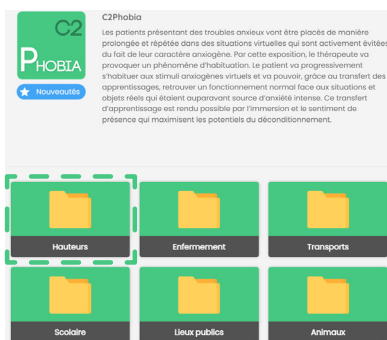 C2
PHOBIA
Nouveautés
C2Phobia
Les patients présentant des troubles anxieux vont être placés de manière
prolongée et répétée dans des situations virtuelles qui sont activement évitées
du fait de leur caractère anxiogène. Par cette exposition, le thérapeute va
provoquer un phénomène d'habituation. Le patient va progressivement
s'habituer aux stimuli anxiogènes virtuels et va pouvoir, grâce au transfert des
apprentissages, retrouver un fonctionnement normal face aux situations et
objets réels qui étaient auparavant source d'anxiété intense. Ce transfert
d'apprentissage est rendu possible par l'immersion et le sentiment de
présence qui maximisent les potentiels du déconditionnement.
Hauteurs
Enfermement
Transports
Scolaire
Lieux publics
Animaux